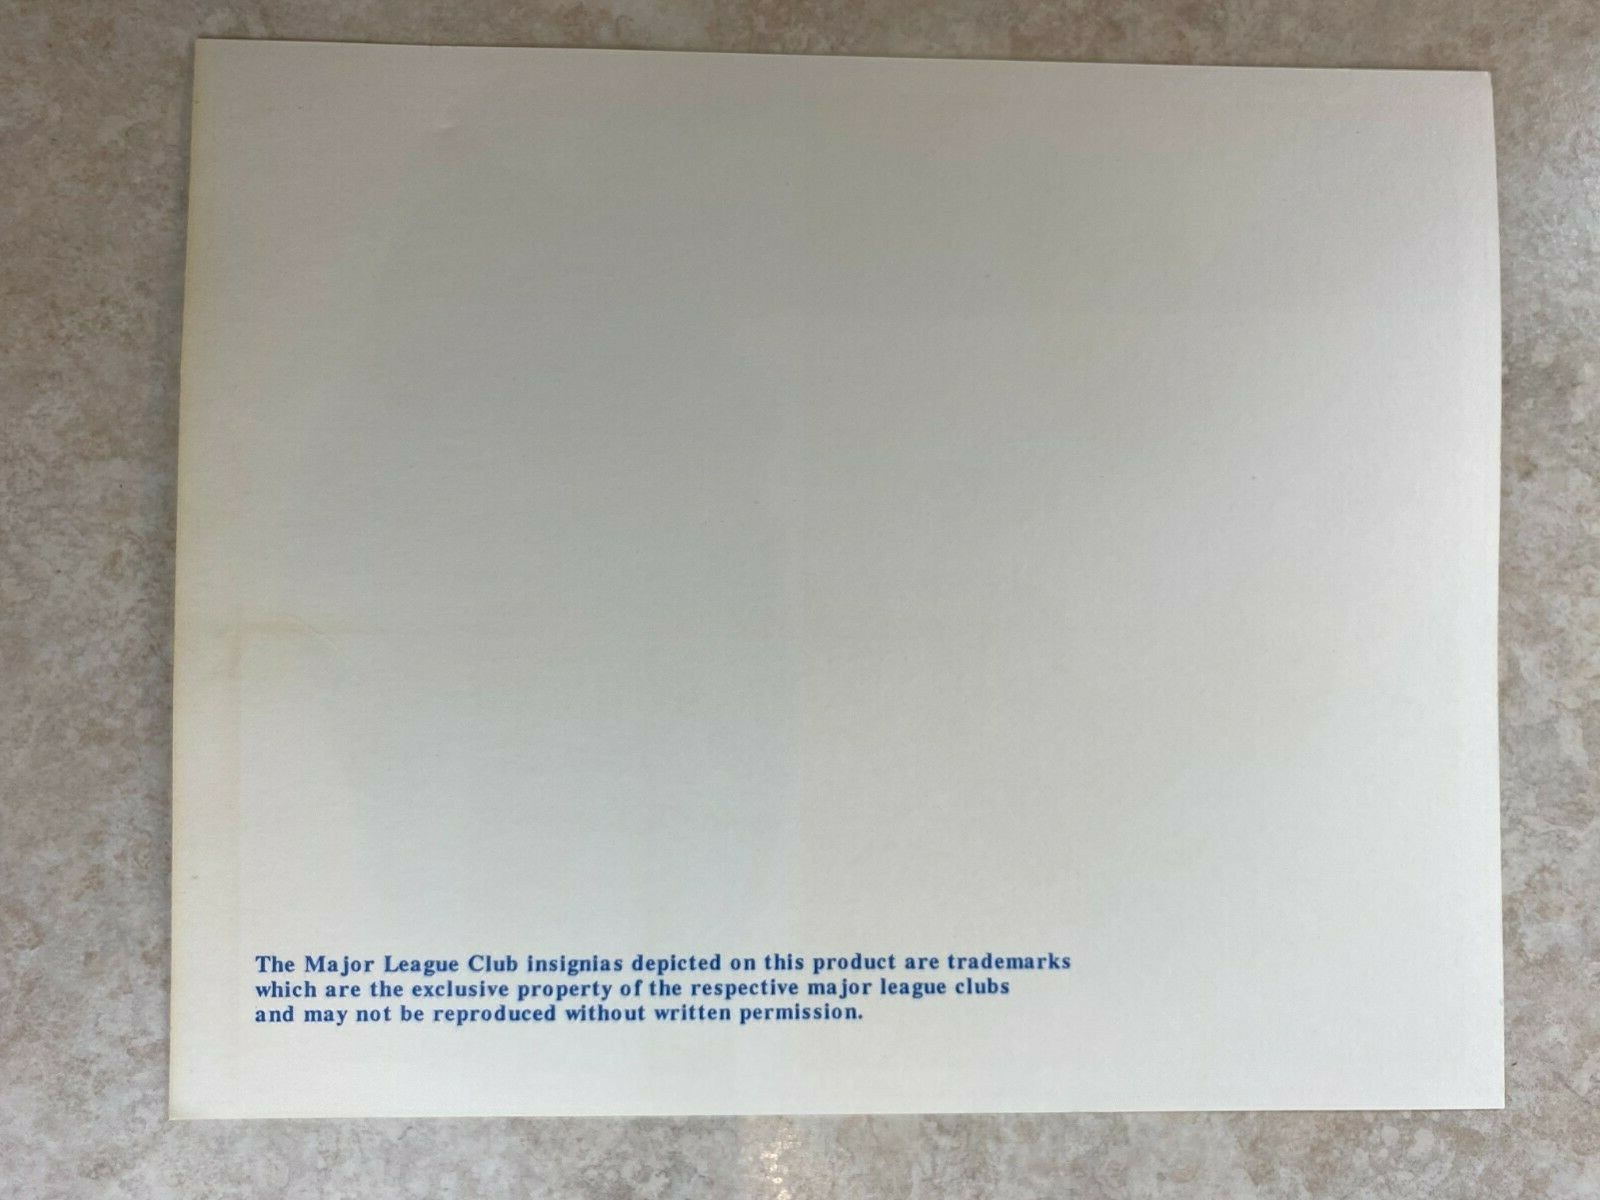 The Major League Club insignias depicted on this product are trademarks
which are the exclusive property of the respective major league clubs
and may not be reproduced without written permission.